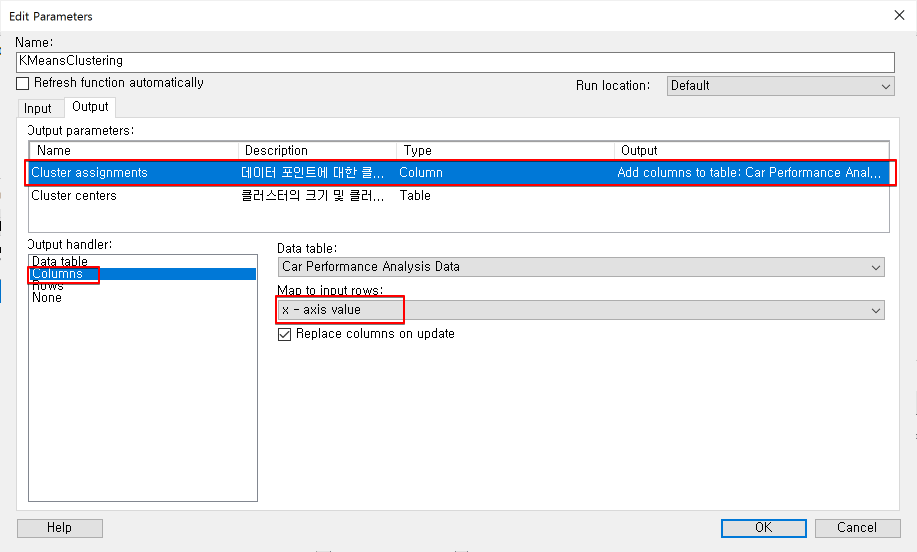 Edit Parameters
Name:
KMeansClustering
Refresh function automatically
Run location: Default
Input Output
Output parameters:
Name Description Type Output
Cluster assignments 데이터 포인트에 대한 클... Column Add columns to table: Car Performance Anal...
Cluster centers 클러스터의 크기 및 클러... Table
Output handler:
Data table
Columns
Rows
None
Data table:
Car Performance Analysis Data
Map to input rows:
x - axis value
Replace columns on update
Help OK Cancel